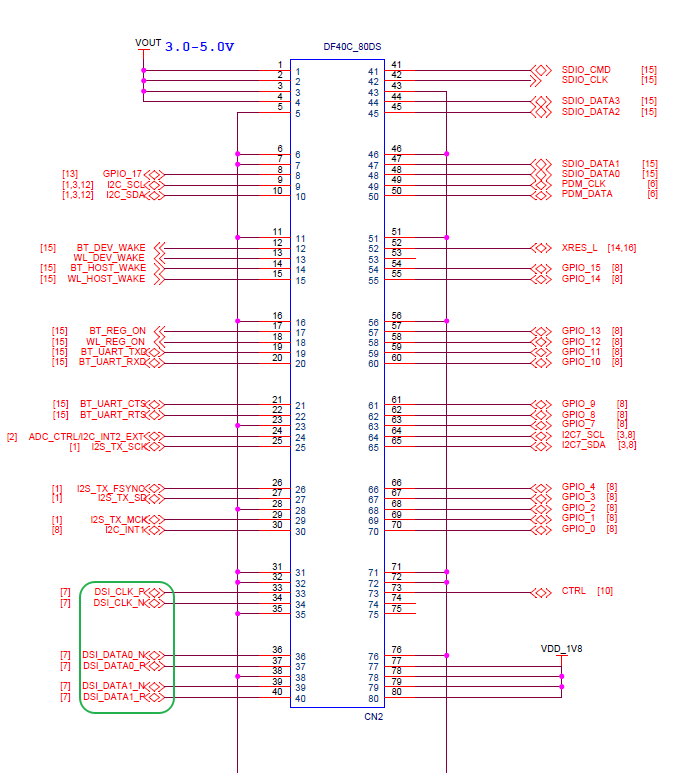 VOUT 3.0-5.0V DF40C_80DS
1 1 41 41 SDIO_CMD [15]
2 2 42 42 SDIO_CLK [15]
3 3 43 43
4 4 44 44 SDIO_DATA3 [15]
5 5 45 45 SDIO_DATA2 [15]
6 6 46 46
7 7 47 47 SDIO_DATA1 [15]
[13] GPIO_17 8 8 48 48 SDIO_DATA0 [15]
[1,3,12] I2C_SCL 9 9 49 49 PDM_CLK [6]
[1,3,12] I2C_SDA 10 10 50 50 PDM_DATA [6]
11 11 51 51
[15] BT_DEV_WAKE 12 12 52 52 XRES_L [14,16]
WL_DEV_WAKE 13 13 53 53
[15] BT_HOST_WAKE 14 14 54 54 GPIO_15 [8]
[15] WL_HOST_WAKE 15 15 55 55 GPIO_14 [8]
16 16 56 56
[15] BT_REG_ON 17 17 57 57 GPIO_13 [8]
[15] WL_REG_ON 18 18 58 58 GPIO_12 [8]
[15] BT_UART_TXD 19 19 59 59 GPIO_11 [8]
[15] BT_UART_RXD 20 20 60 60 GPIO_10 [8]
[15] BT_UART_CTS 21 21 61 61 GPIO_9 [8]
[15] BT_UART_RTS 22 22 62 62 GPIO_8 [8]
23 23 63 63 GPIO_7 [8]
[2] ADC_CTRL/I2C_INT2_EXT 24 24 64 64 I2C7_SCL [3,8]
[1] I2S_TX_SCK 25 25 65 65 I2C7_SDA [3,8]
[1] I2S_TX_FSYNC 26 26 66 66 GPIO_4 [8]
[1] I2S_TX_SD 27 27 67 67 GPIO_3 [8]
28 28 68 68 GPIO_2 [8]
[1] I2S_TX_MCK 29 29 69 69 GPIO_1 [8]
[8] I2C_INT1 30 30 70 70 GPIO_0 [8]
31 31 71 71
32 32 72 72
[7] DSI_CLK_P 33 33 73 73 CTRL [10]
[7] DSI_CLK_N 34 34 74 74
35 35 75 75
[7] DSI_DATA0_N 36 36 76 76 VDD_1V8
[7] DSI_DATA0_P 37 37 77 77
38 38 78 78
[7] DSI_DATA1_N 39 39 79 79
[7] DSI_DATA1_P 40 40 80 80
CN2